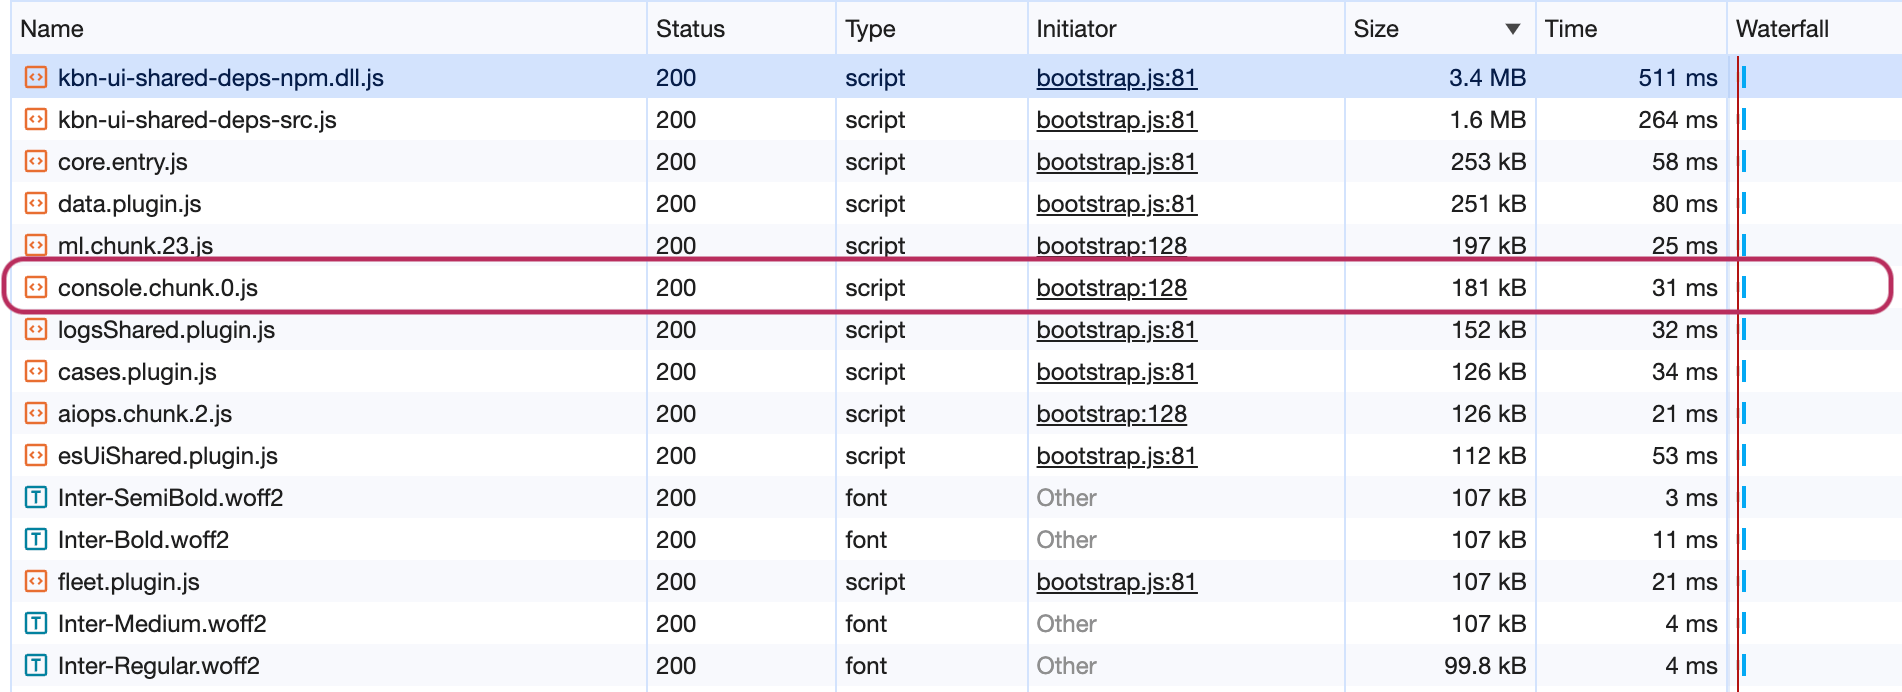 Name Status Type Initiator Size Time Waterfall
kbn-ui-shared-deps-npm.dll.js 200 script bootstrap.js:81 3.4 MB 511 ms
kbn-ui-shared-deps-src.js 200 script bootstrap.js:81 1.6 MB 264 ms
core.entry.js 200 script bootstrap.js:81 253 kB 58 ms
data.plugin.js 200 script bootstrap.js:81 251 kB 80 ms
ml.chunk.23.js 200 script bootstrap:128 197 kB 25 ms
console.chunk.0.js 200 script bootstrap:128 181 kB 31 ms
logsShared.plugin.js 200 script bootstrap.js:81 152 kB 32 ms
cases.plugin.js 200 script bootstrap.js:81 126 kB 34 ms
aiops.chunk.2.js 200 script bootstrap:128 126 kB 21 ms
esUiShared.plugin.js 200 script bootstrap.js:81 112 kB 53 ms
Inter-SemiBold.woff2 200 font Other 107 kB 3 ms
Inter-Bold.woff2 200 font Other 107 kB 11 ms
fleet.plugin.js 200 script bootstrap.js:81 107 kB 21 ms
Inter-Medium.woff2 200 font Other 107 kB 4 ms
Inter-Regular.woff2 200 font Other 99.8 kB 4 ms